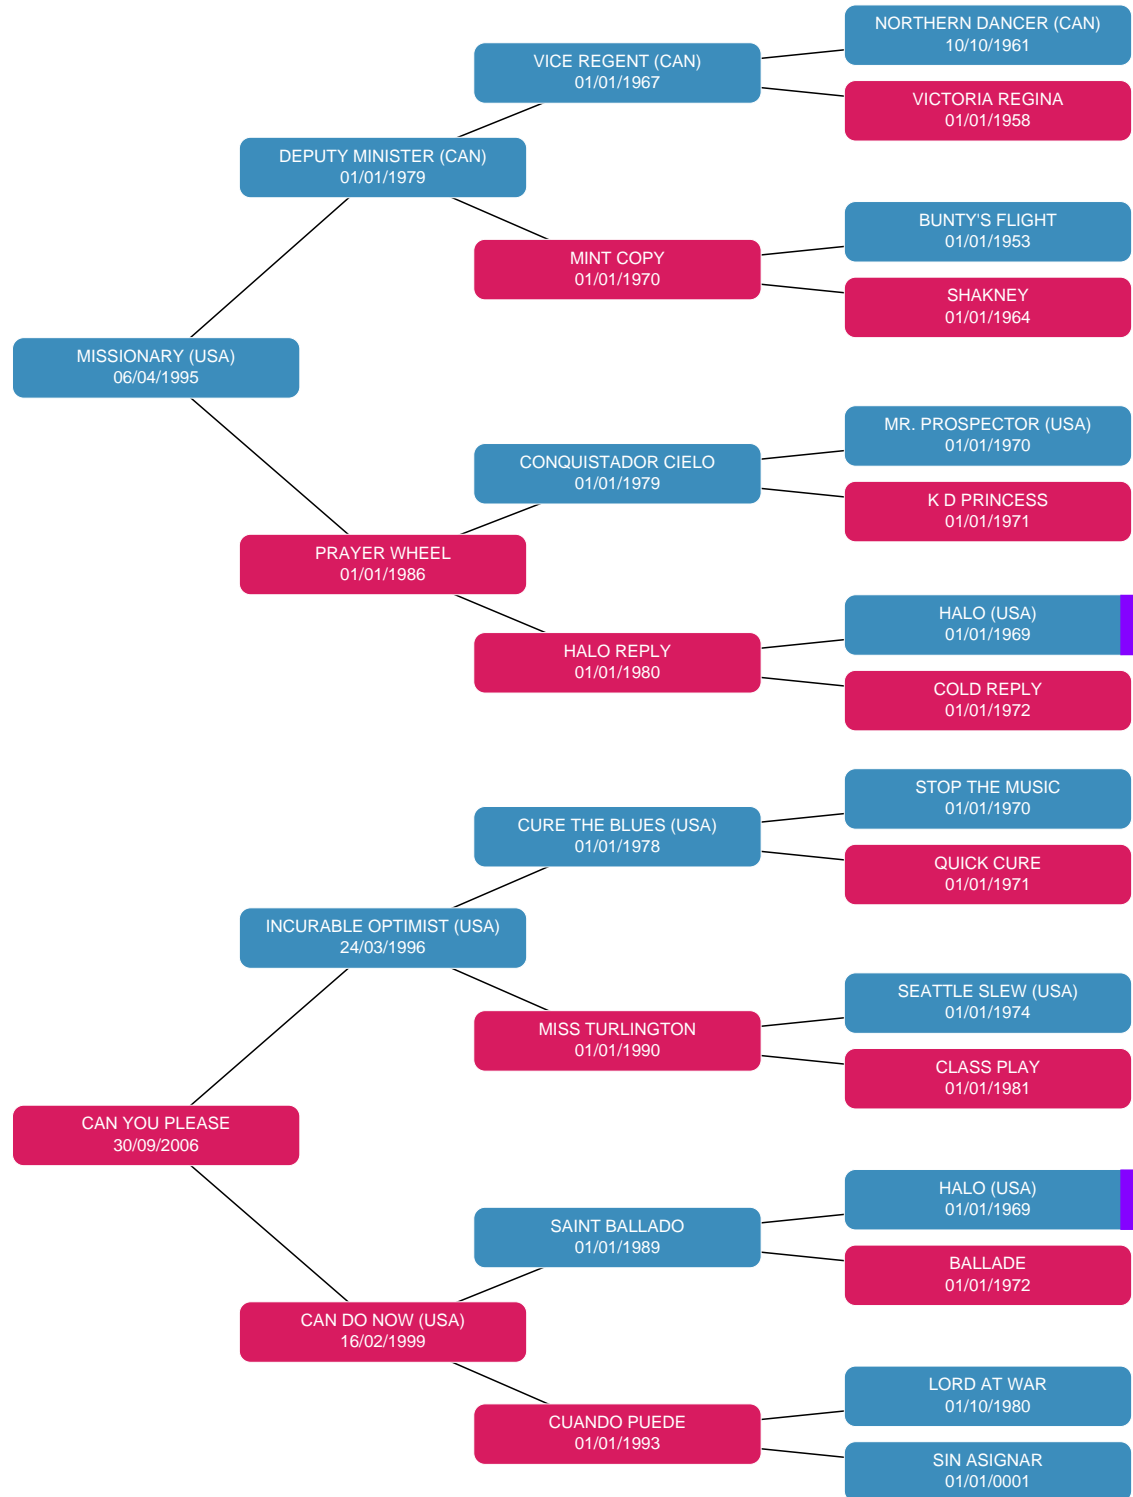 NORTHERN DANCER (CAN)
10/10/1961
VICE REGENT (CAN)
01/01/1967
VICTORIA REGINA
01/01/1958
DEPUTY MINISTER (CAN)
01/01/1979
BUNTY'S FLIGHT
01/01/1953
MINT COPY
01/01/1970
SHAKNEY
01/01/1964
MISSIONARY (USA)
06/04/1995
MR. PROSPECTOR (USA)
01/01/1970
CONQUISTADOR CIELO
01/01/1979
K D PRINCESS
01/01/1971
PRAYER WHEEL
01/01/1986
HALO (USA)
01/01/1969
HALO REPLY
01/01/1980
COLD REPLY
01/01/1972
STOP THE MUSIC
01/01/1970
CURE THE BLUES (USA)
01/01/1978
QUICK CURE
01/01/1971
INCURABLE OPTIMIST (USA)
24/03/1996
SEATTLE SLEW (USA)
01/01/1974
MISS TURLINGTON
01/01/1990
CLASS PLAY
01/01/1981
CAN YOU PLEASE
30/09/2006
HALO (USA)
01/01/1969
SAINT BALLADO
01/01/1989
BALLADE
01/01/1972
CAN DO NOW (USA)
16/02/1999
LORD AT WAR
01/10/1980
CUANDO PUEDE
01/01/1993
SIN ASIGNAR
01/01/0001